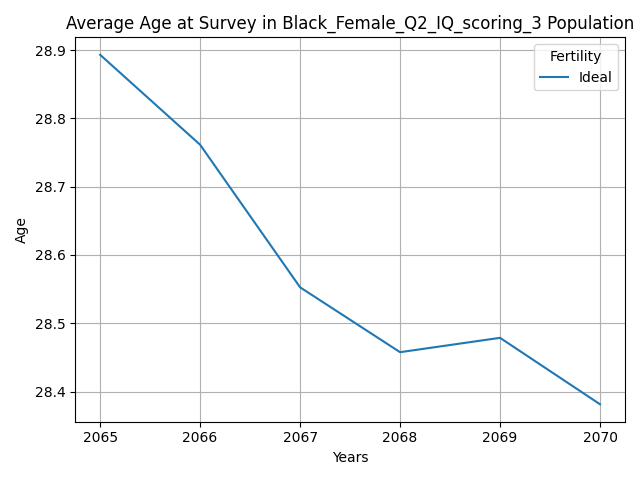 Average Age at Survey in Black_Female_Q2_IQ_scoring_3 Population
Fertility
Ideal
28.9
28.8
28.7
28.6
28.5
28.4
Age
2065 2066 2067 2068 2069 2070
Years